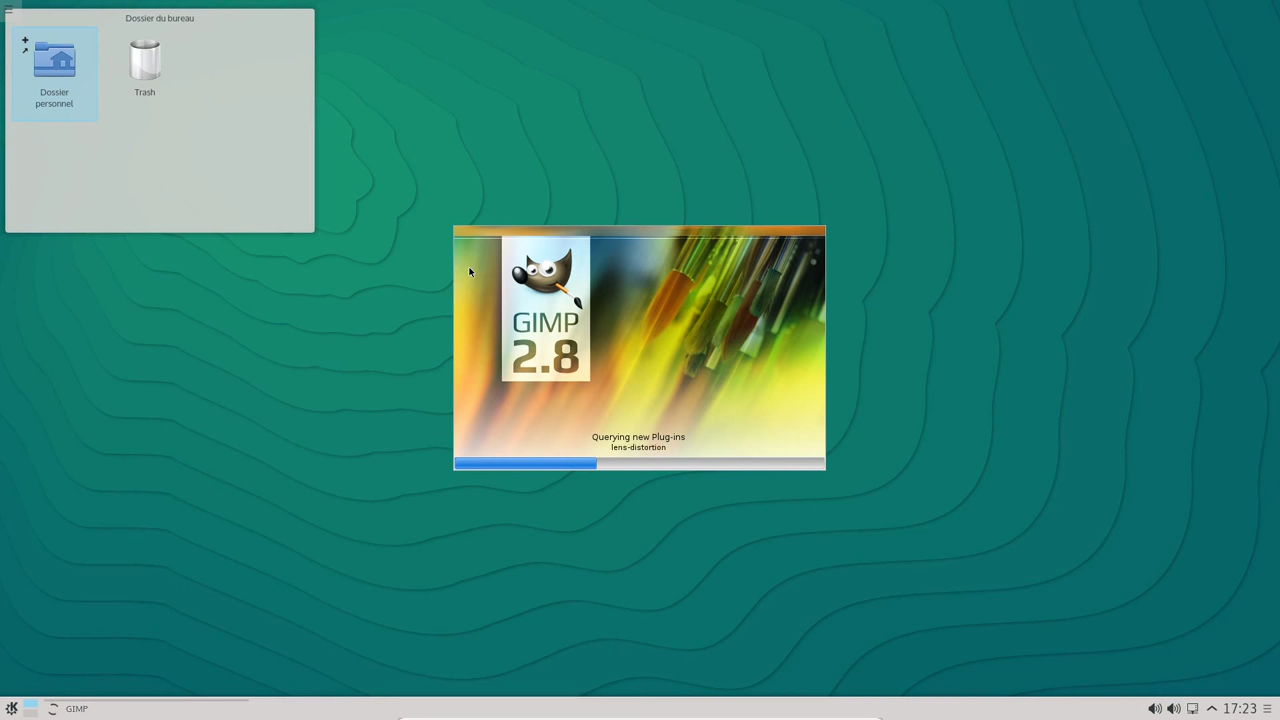 Dossier du bureau
Dossier
personnel
Trash
GIMP
2.8
Querying new Plug-ins
lens-distortion
GIMP
17:23